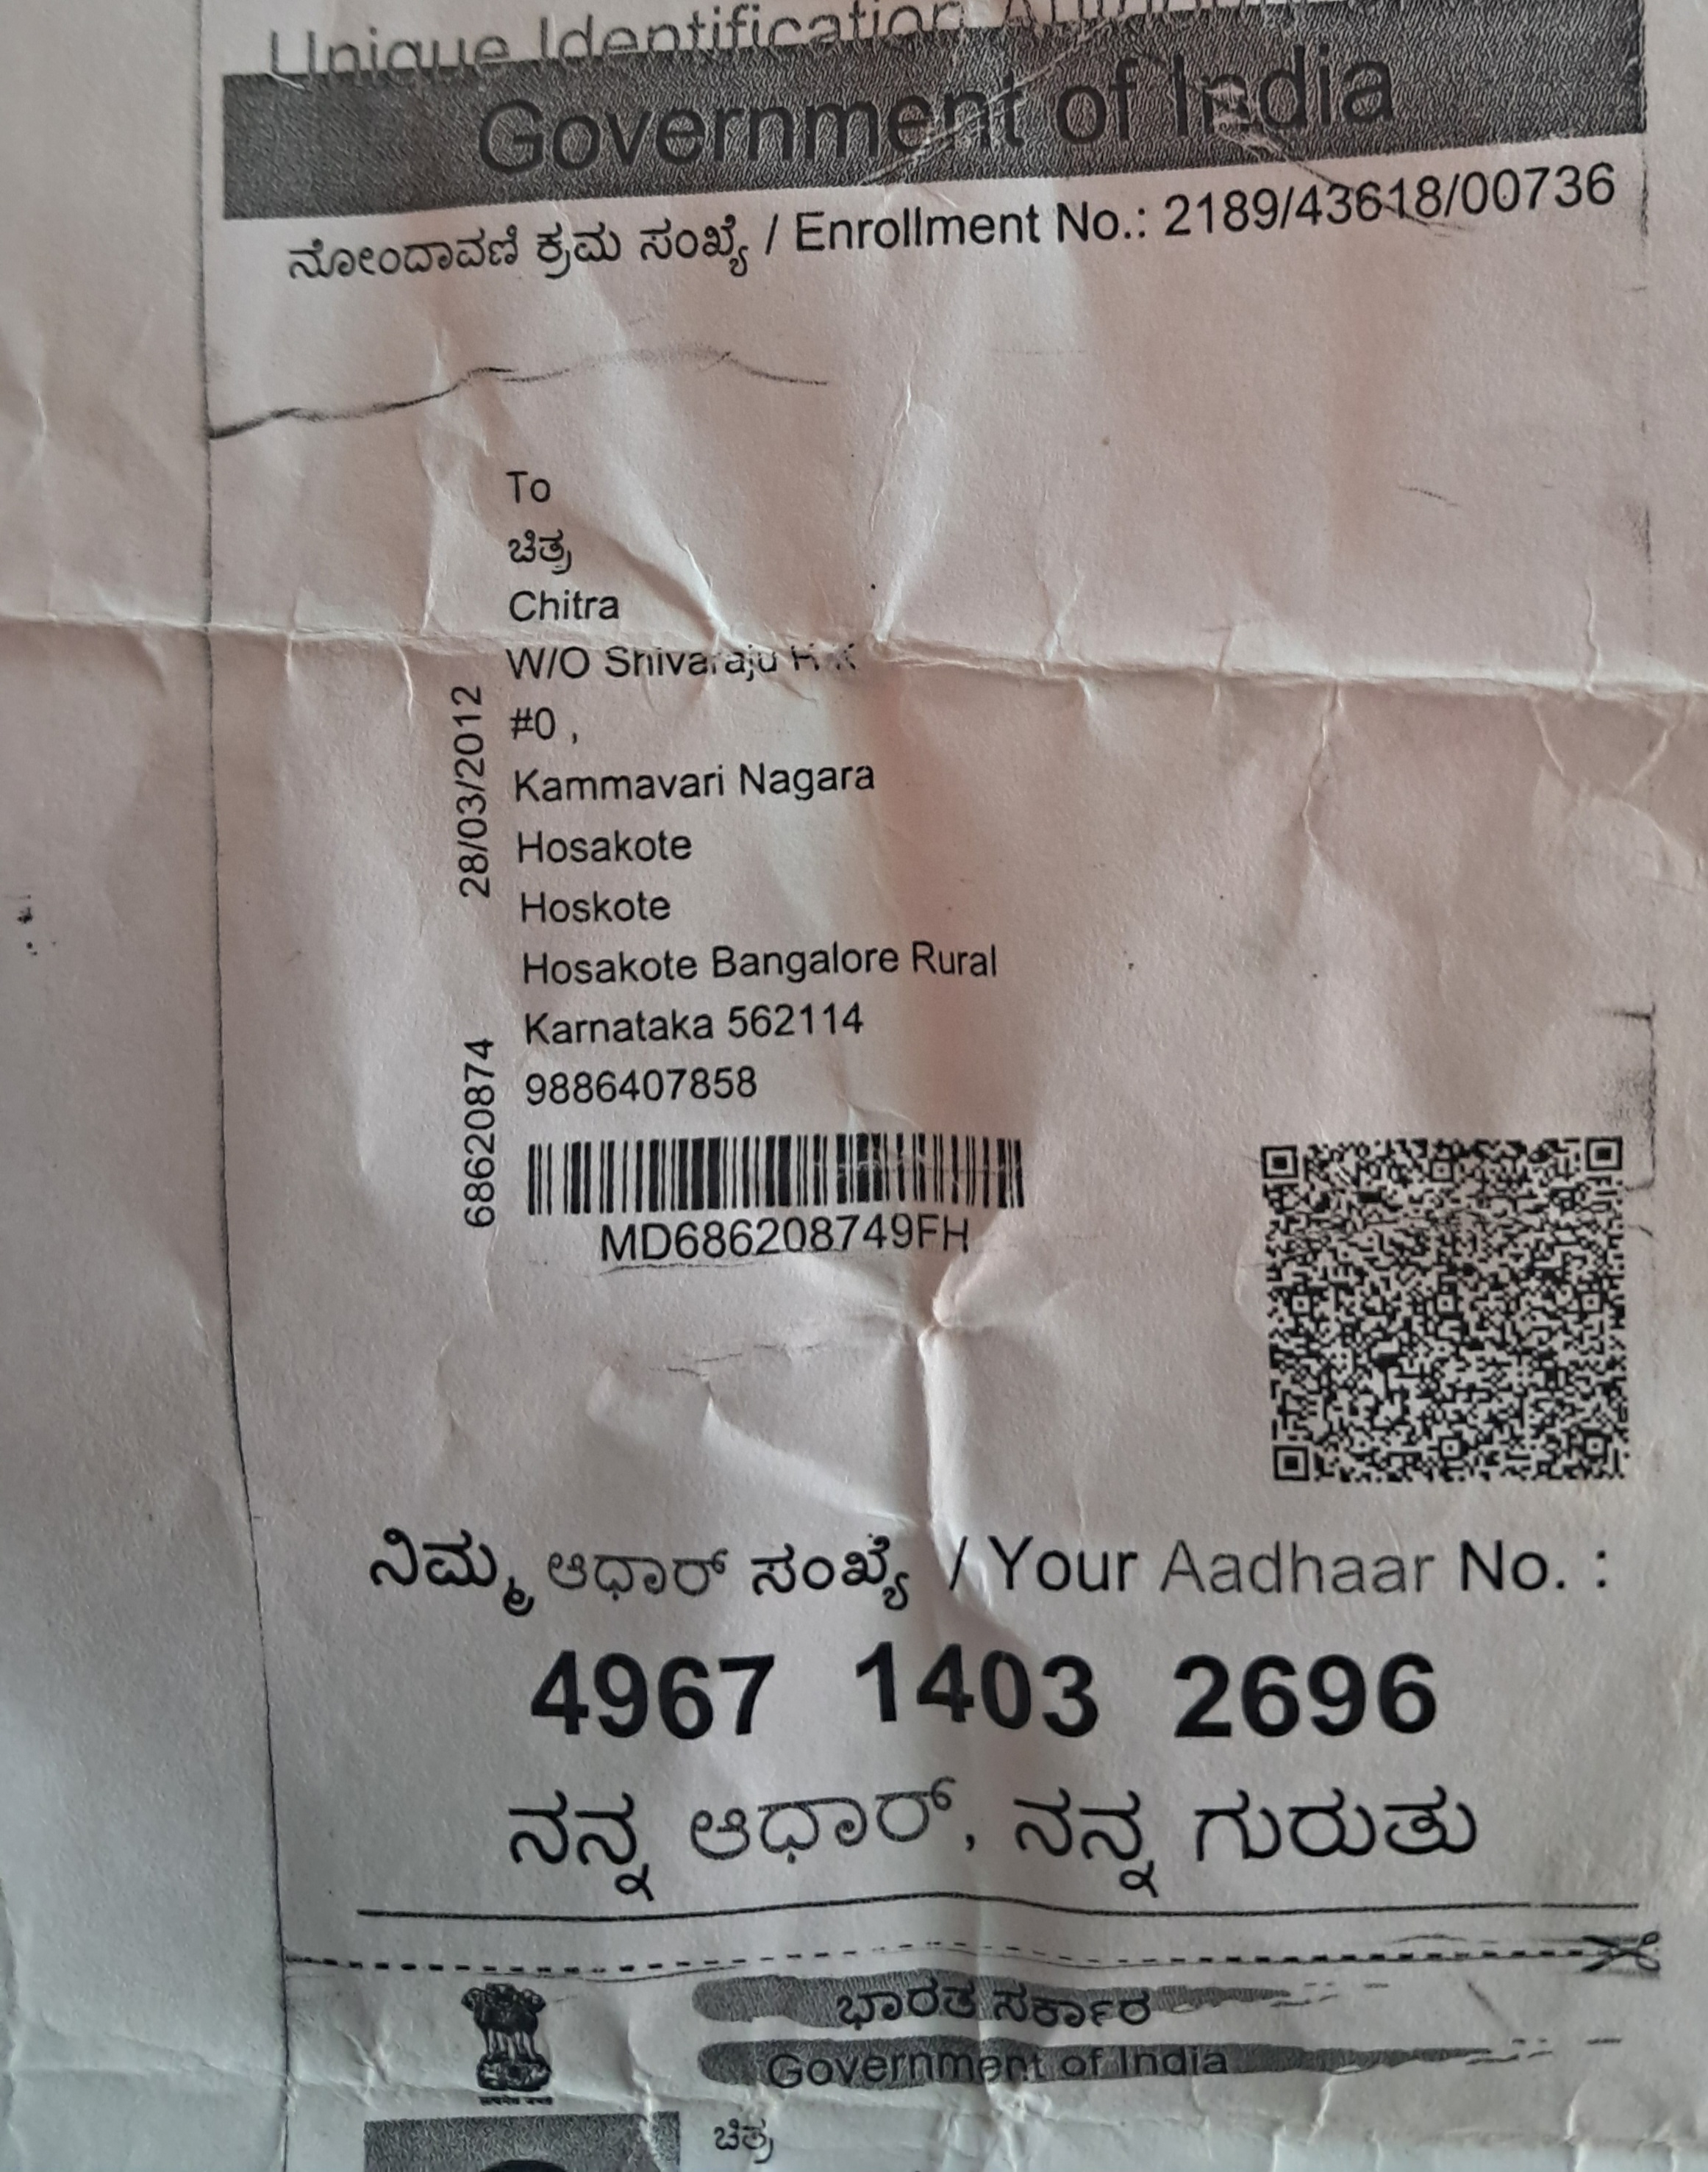 Unique Identification Authority
Government of India
ನೋಂದಾವಣಿ ಕ್ರಮ ಸಂಖ್ಯೆ / Enrollment No.: 2189/43618/00736
To
ಚಿತ್ರ
Chitra
W/O Shivaraju H K
#0 ,
Kammavari Nagara
Hosakote
Hoskote
Hosakote Bangalore Rural
Karnataka 562114
9886407858
28/03/2012
68620874
MD686208749FH
ನಿಮ್ಮ ಆಧಾರ್ ಸಂಖ್ಯೆ / Your Aadhaar No. :
4967 1403 2696
ನನ್ನ ಆಧಾರ್, ನನ್ನ ಗುರುತು
ಭಾರತ ಸರ್ಕಾರ
Government of India
ಚಿತ್ರ